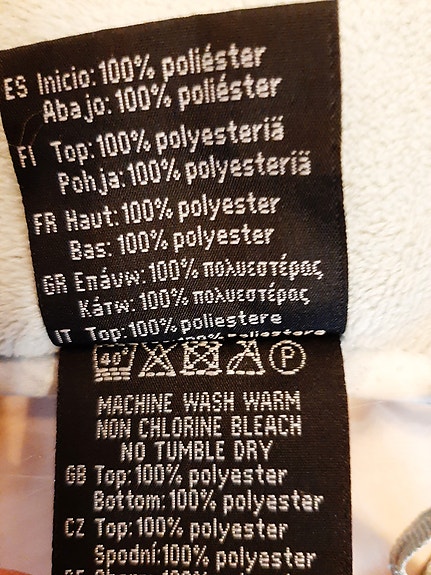 ES Inicio: 100% poliéster
Abajo: 100% poliéster
FI Top: 100% polyesteriä
Pohja: 100% polyesteriä
FR Haut: 100% polyester
Bas: 100% polyester
GR Επάνω: 100% πολυεστέρας
Κάτω: 100% πολυεστέρας
IT Top: 100% poliestere
100% poliestere
40° P
MACHINE WASH WARM
NON CHLORINE BLEACH
NO TUMBLE DRY
GB Top: 100% polyester
Bottom: 100% polyester
CZ Top: 100% polyester
Spodní: 100% polyester